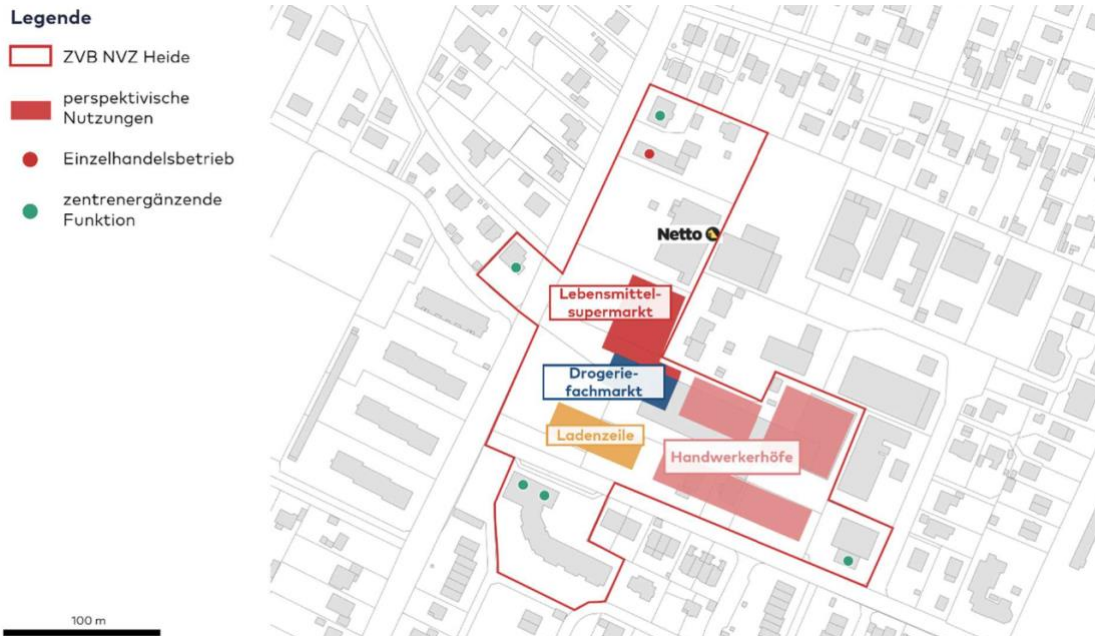 Legende
ZVB NVZ Heide
perspektivische
Nutzungen
Einzelhandelsbetrieb
zentrenergänzende
Funktion
100 m
Netto
Lebensmittel-
supermarkt
Drogerie-
fachmarkt
Ladenzeile
Handwerkerhöfe